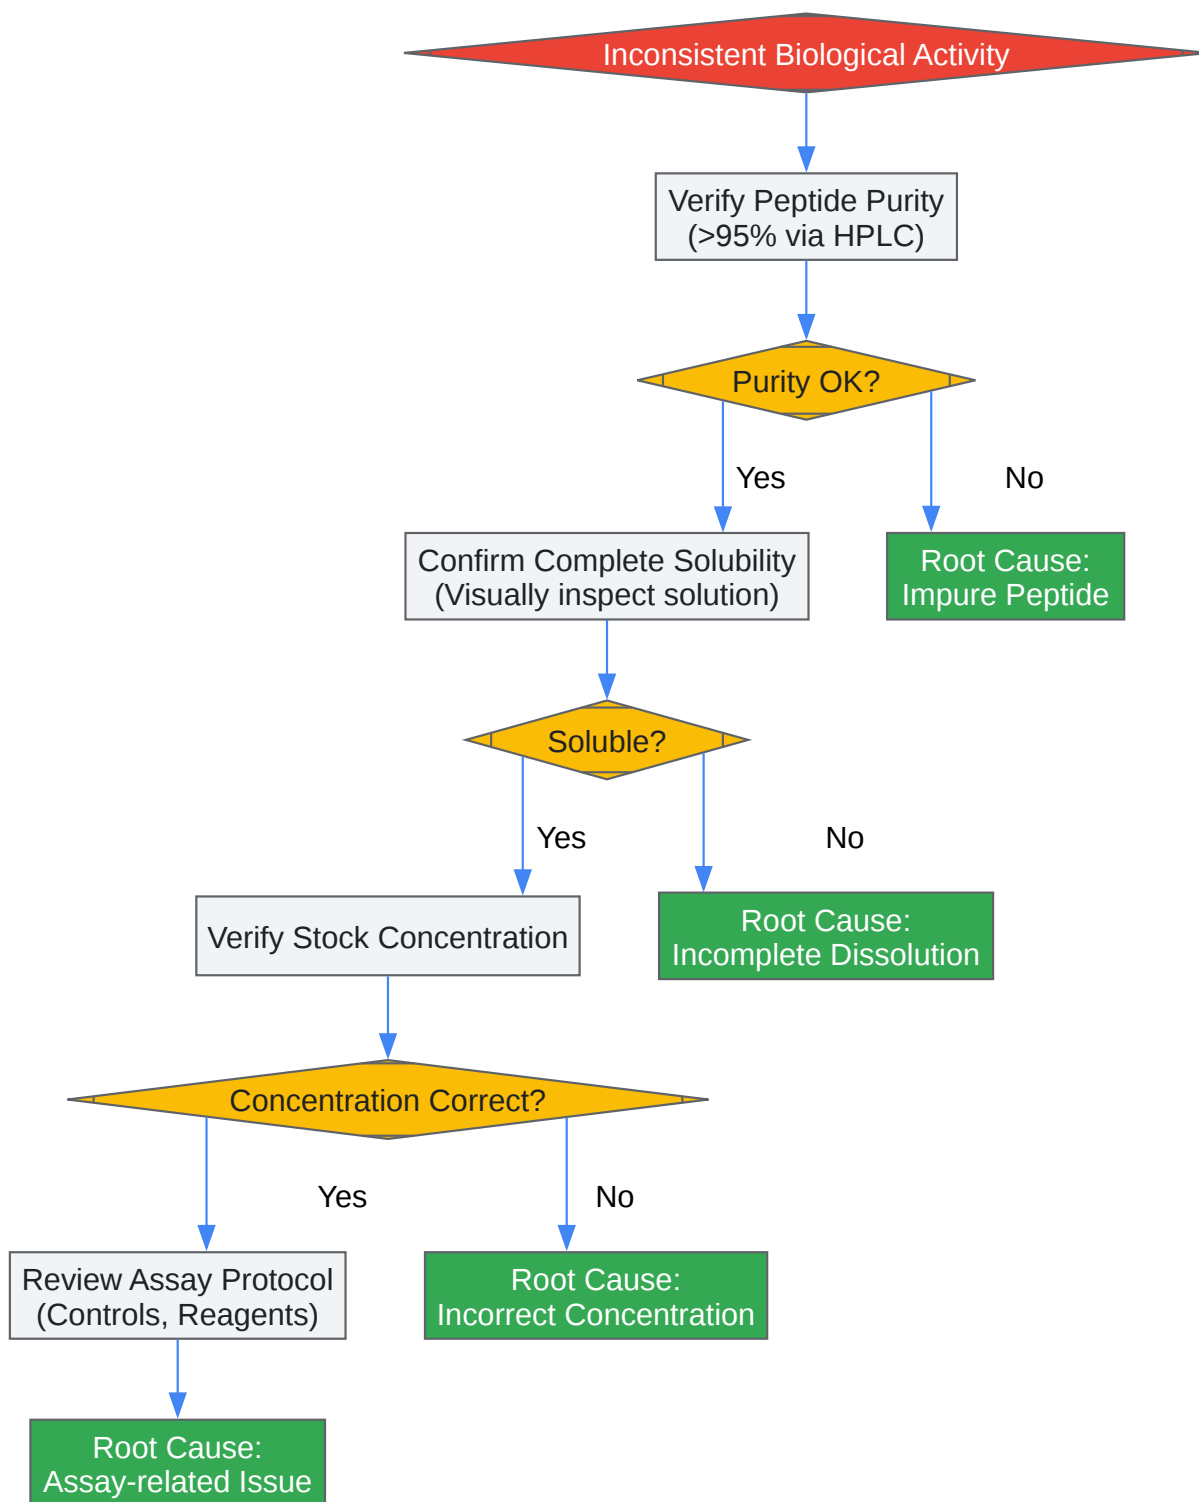 Inconsistent Biological Activity
Verify Peptide Purity
(>95% via HPLC)
Purity OK?
Yes
No
Confirm Complete Solubility
(Visually inspect solution)
Root Cause:
Impure Peptide
Soluble?
Yes
No
Verify Stock Concentration
Root Cause:
Incomplete Dissolution
Concentration Correct?
Yes
No
Review Assay Protocol
(Controls, Reagents)
Root Cause:
Incorrect Concentration
Root Cause:
Assay-related Issue